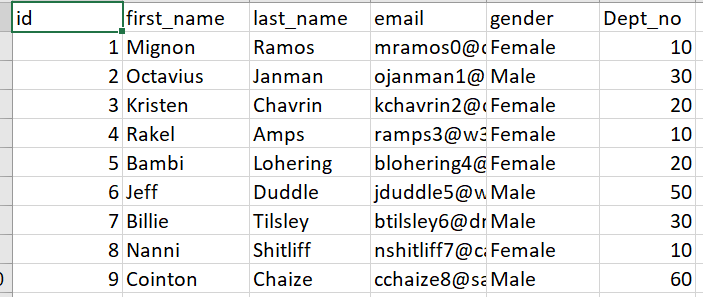 id first_name last_name email gender Dept_no
1 Mignon Ramos mramos0@ Female 10
2 Octavius Janman ojanman1@ Male 30
3 Kristen Chavrin kchavrin2@ Female 20
4 Rakel Amps ramps3@w3 Female 10
5 Bambi Lohering blohering4@ Female 20
6 Jeff Duddle jduddle5@w Male 50
7 Billie Tilsley btilsley6@d Male 30
8 Nanni Shitliff nshitliff7@ca Female 10
9 Cointon Chaize cchaize8@sa Male 60